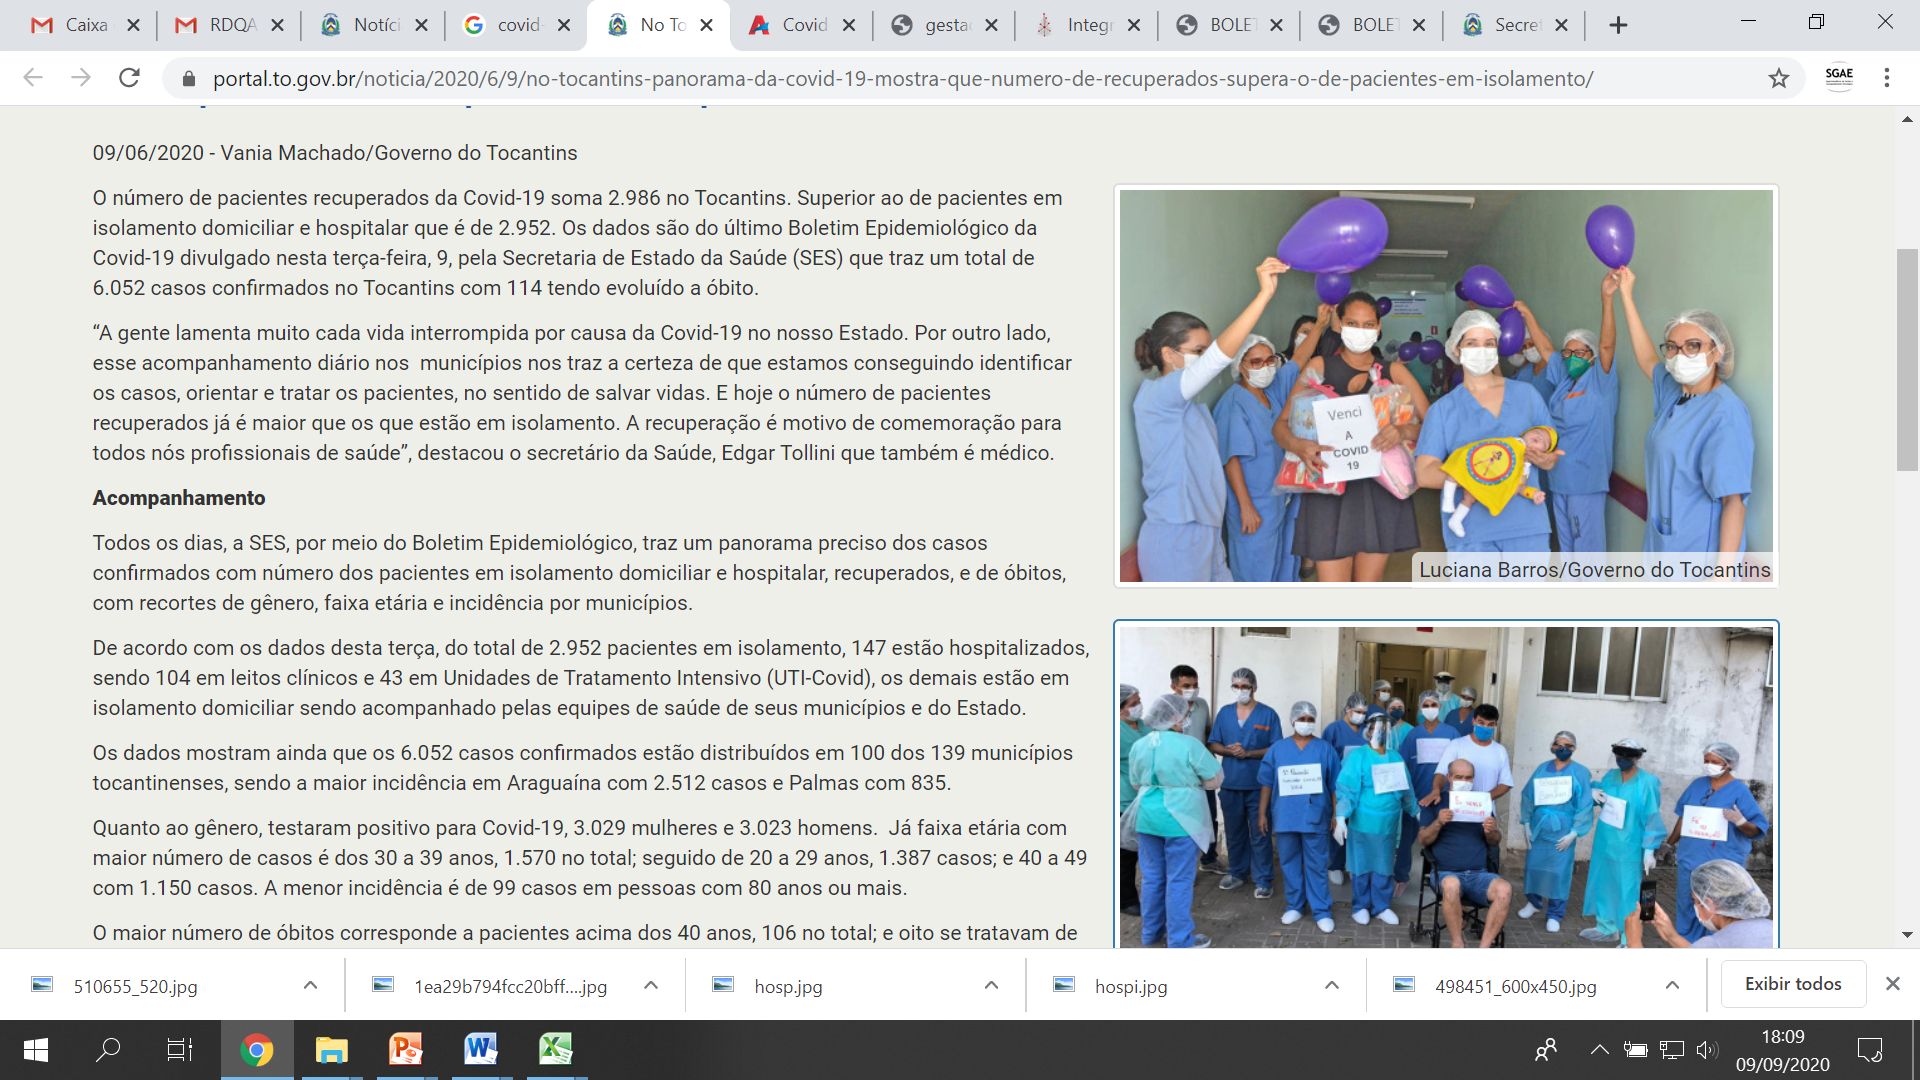 Caixa
RDQA
Notíci
covid-
No To
Covid
gesta
Integr
BOLET
BOLET
Secret
portal.to.gov.br/noticia/2020/6/9/no-tocantins-panorama-da-covid-19-mostra-que-numero-de-recuperados-supera-o-de-pacientes-em-isolamento/
SGAE
09/06/2020 - Vania Machado/Governo do Tocantins
O número de pacientes recuperados da Covid-19 soma 2.986 no Tocantins. Superior ao de pacientes em
isolamento domiciliar e hospitalar que é de 2.952. Os dados são do último Boletim Epidemiológico da
Covid-19 divulgado nesta terça-feira, 9, pela Secretaria de Estado da Saúde (SES) que traz um total de
6.052 casos confirmados no Tocantins com 114 tendo evoluído a óbito.
“A gente lamenta muito cada vida interrompida por causa da Covid-19 no nosso Estado. Por outro lado,
esse acompanhamento diário nos municípios nos traz a certeza de que estamos conseguindo identificar
os casos, orientar e tratar os pacientes, no sentido de salvar vidas. E hoje o número de pacientes
recuperados já é maior que os que estão em isolamento. A recuperação é motivo de comemoração para
todos nós profissionais de saúde”, destacou o secretário da Saúde, Edgar Tollini que também é médico.
Acompanhamento
Todos os dias, a SES, por meio do Boletim Epidemiológico, traz um panorama preciso dos casos
confirmados com número dos pacientes em isolamento domiciliar e hospitalar, recuperados, e de óbitos,
com recortes de gênero, faixa etária e incidência por municípios.
De acordo com os dados desta terça, do total de 2.952 pacientes em isolamento, 147 estão hospitalizados,
sendo 104 em leitos clínicos e 43 em Unidades de Tratamento Intensivo (UTI-Covid), os demais estão em
isolamento domiciliar sendo acompanhado pelas equipes de saúde de seus municípios e do Estado.
Os dados mostram ainda que os 6.052 casos confirmados estão distribuídos em 100 dos 139 municípios
tocantinenses, sendo a maior incidência em Araguaína com 2.512 casos e Palmas com 835.
Quanto ao gênero, testaram positivo para Covid-19, 3.029 mulheres e 3.023 homens. Já faixa etária com
maior número de casos é dos 30 a 39 anos, 1.570 no total; seguido de 20 a 29 anos, 1.387 casos; e 40 a 49
com 1.150 casos. A menor incidência é de 99 casos em pessoas com 80 anos ou mais.
O maior número de óbitos corresponde a pacientes acima dos 40 anos, 106 no total; e oito se tratavam de
Venci
A
COVID
19
Luciana Barros/Governo do Tocantins
510655_520.jpg
1ea29b794fcc20bff....jpg
hosp.jpg
hospi.jpg
498451_600x450.jpg
Exibir todos
18:09
09/09/2020